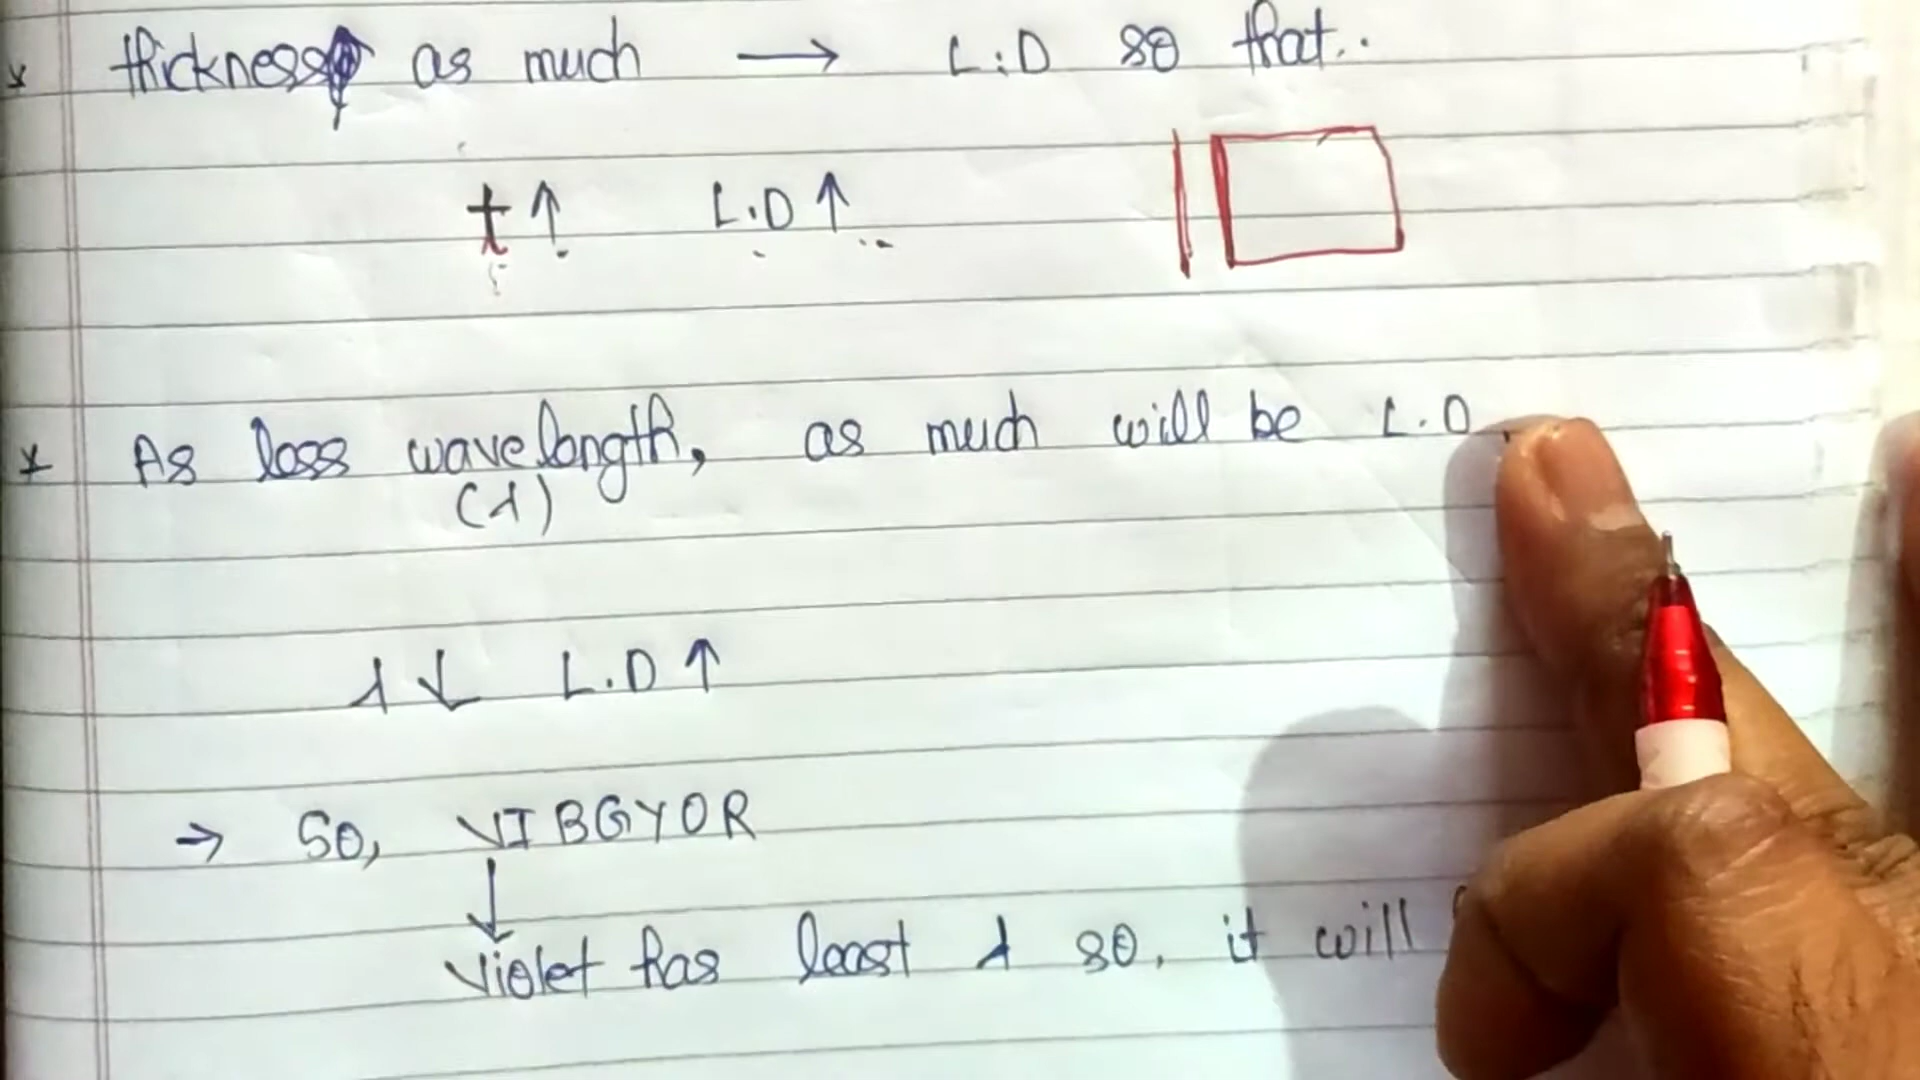 * thickness as much → L.D so that..
t↑ L.D↑
* As less wavelength, as much will be L.D.
(λ)
λ↓ L.D↑
→ So, VIBGYOR
↓
Violet has least λ so, it will